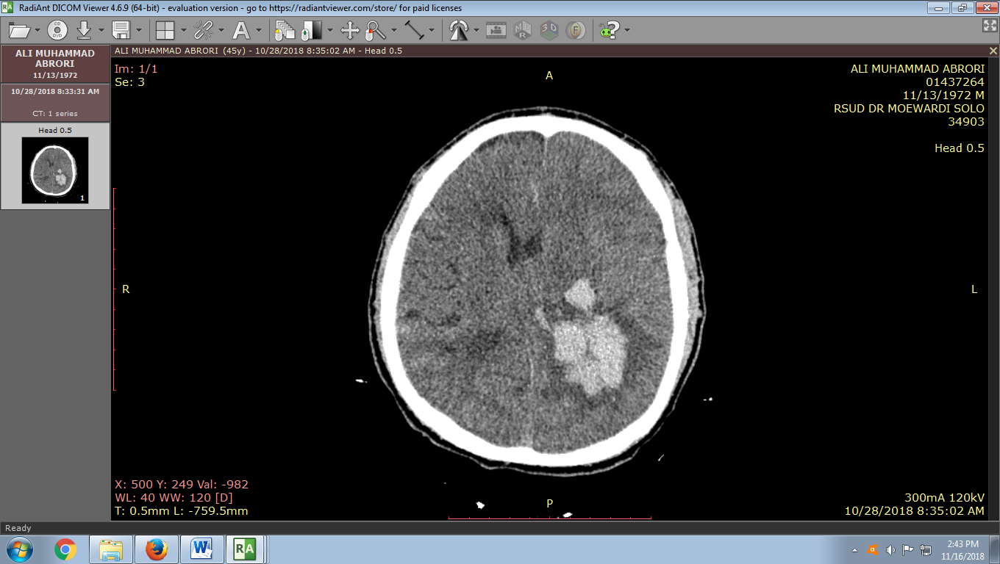 RadiAnt DICOM Viewer 4.6.9 (64-bit) - evaluation version - go to https://radiantviewer.com/store/ for paid licenses
CD
DVD
A
MR
3D
F
ALI MUHAMMAD
ABRORI
11/13/1972
10/28/2018 8:33:31 AM
CT: 1 series
Head 0.5
1
ALI MUHAMMAD ABRORI (45y) - 10/28/2018 8:35:02 AM - Head 0.5
Im: 1/1
Se: 3
A
ALI MUHAMMAD ABRORI
01437264
11/13/1972 M
RSUD DR MOEWARDI SOLO
34903
Head 0.5
R
L
X: 500 Y: 249 Val: -982
WL: 40 WW: 120 [D]
T: 0.5mm L: -759.5mm
P
300mA 120kV
10/28/2018 8:35:02 AM
Ready
W
RA
2:43 PM
11/16/2018